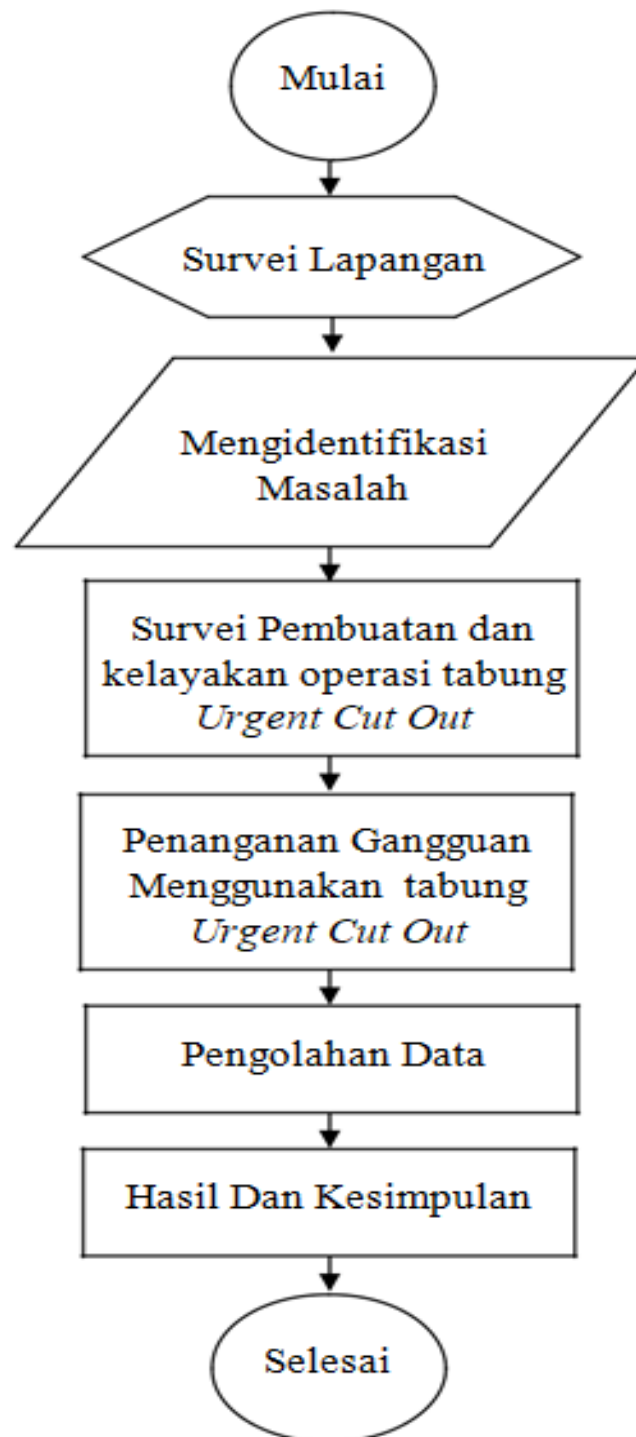 Mulai
Survei Lapangan
Mengidentifikasi
Masalah
Survei Pembuatan dan
kelayakan operasi tabung
Urgent Cut Out
Penanganan Gangguan
Menggunakan tabung
Urgent Cut Out
Pengolahan Data
Hasil Dan Kesimpulan
Selesai